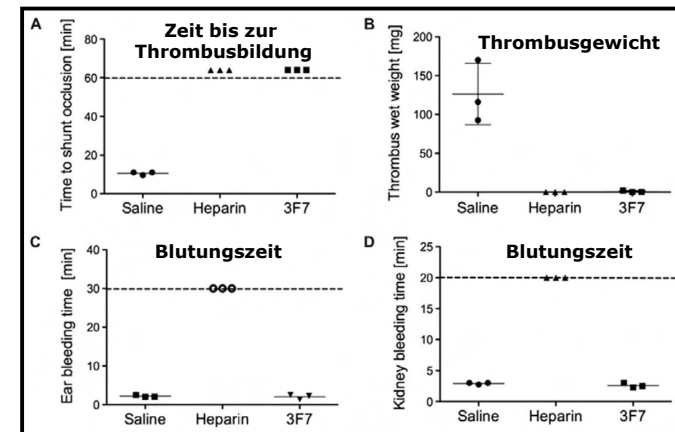 A
Zeit bis zur
Thrombusbildung
Time to shunt occlusion [min]
80
60
40
20
0
Saline
Heparin
3F7
B
Thrombusgewicht
Thrombus wet weight [mg]
200
150
100
50
0
Saline
Heparin
3F7
C
Blutungszeit
Ear bleeding time [min]
40
30
20
10
0
Saline
Heparin
3F7
D
Blutungszeit
Kidney bleeding time [min]
25
20
15
10
5
0
Saline
Heparin
3F7